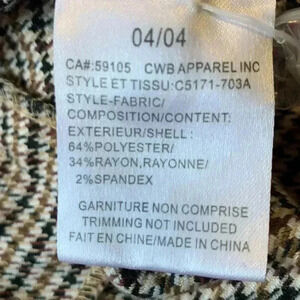 04/04
CA#:59105 CWB APPAREL INC
STYLE ET TISSU:C5171-703A
STYLE-FABRIC/
COMPOSITION/CONTENT:
EXTERIEUR/SHELL:
64%POLYESTER/
34%RAYON,RAYONNE/
2%SPANDEX
GARNITURE NON COMPRISE
TRIMMING NOT INCLUDED
FAIT EN CHINE/MADE IN CHINA